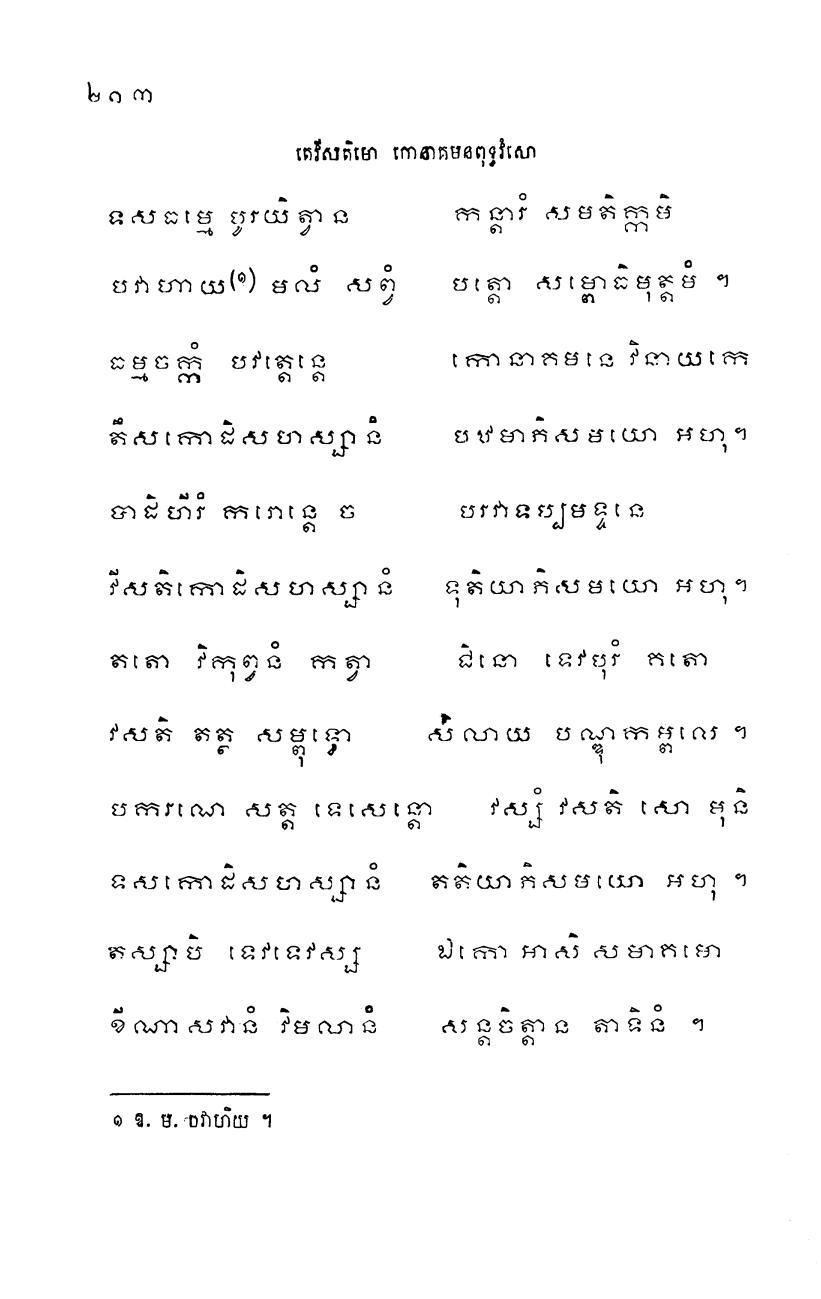 ២១៣
តេវីសតិមោ កោនាគមនពុទ្ធវំសោ
ទសធម្មេ បូរយិត្វាន កន្តារំ សមតិក្កមិ
បវាហាយ(១) មលំ សព្វំ បត្តោ សម្ពោធិមុត្តមំ ។
ធម្មចក្កំ បវត្តេន្តេ កោនាគមនេ វិនាយកេ
តឹសកោដិសហស្សានំ បឋមាភិសមយោ អហុ។
បាដិហីរំ ករោន្តេ ច បរវាទប្បមទ្ទនេ
វីសតិកោដិសហស្សានំ ទុតិយាភិសមយោ អហុ។
តតោ វិកុព្វនំ កត្វា ជិនោ ទេវបុរំ គតោ
វសតិ តត្ថ សម្ពុទ្ធោ សិលាយ បណ្ឌុកម្ពលេ ។
បករណេ សត្ត ទេសេន្តោ វស្សំ វសតិ សោ មុនិ
ទសកោដិសហស្សានំ តតិយាភិសមយោ អហុ ។
តស្សាបិ ទេវទេវស្ស ឯកោ អាសិ សមាគមោ
ខីណាសវានំ វិមលានំ សន្តចិត្តាន តាទិនំ ។
១ ឱ. ម. បវាហិយ ។